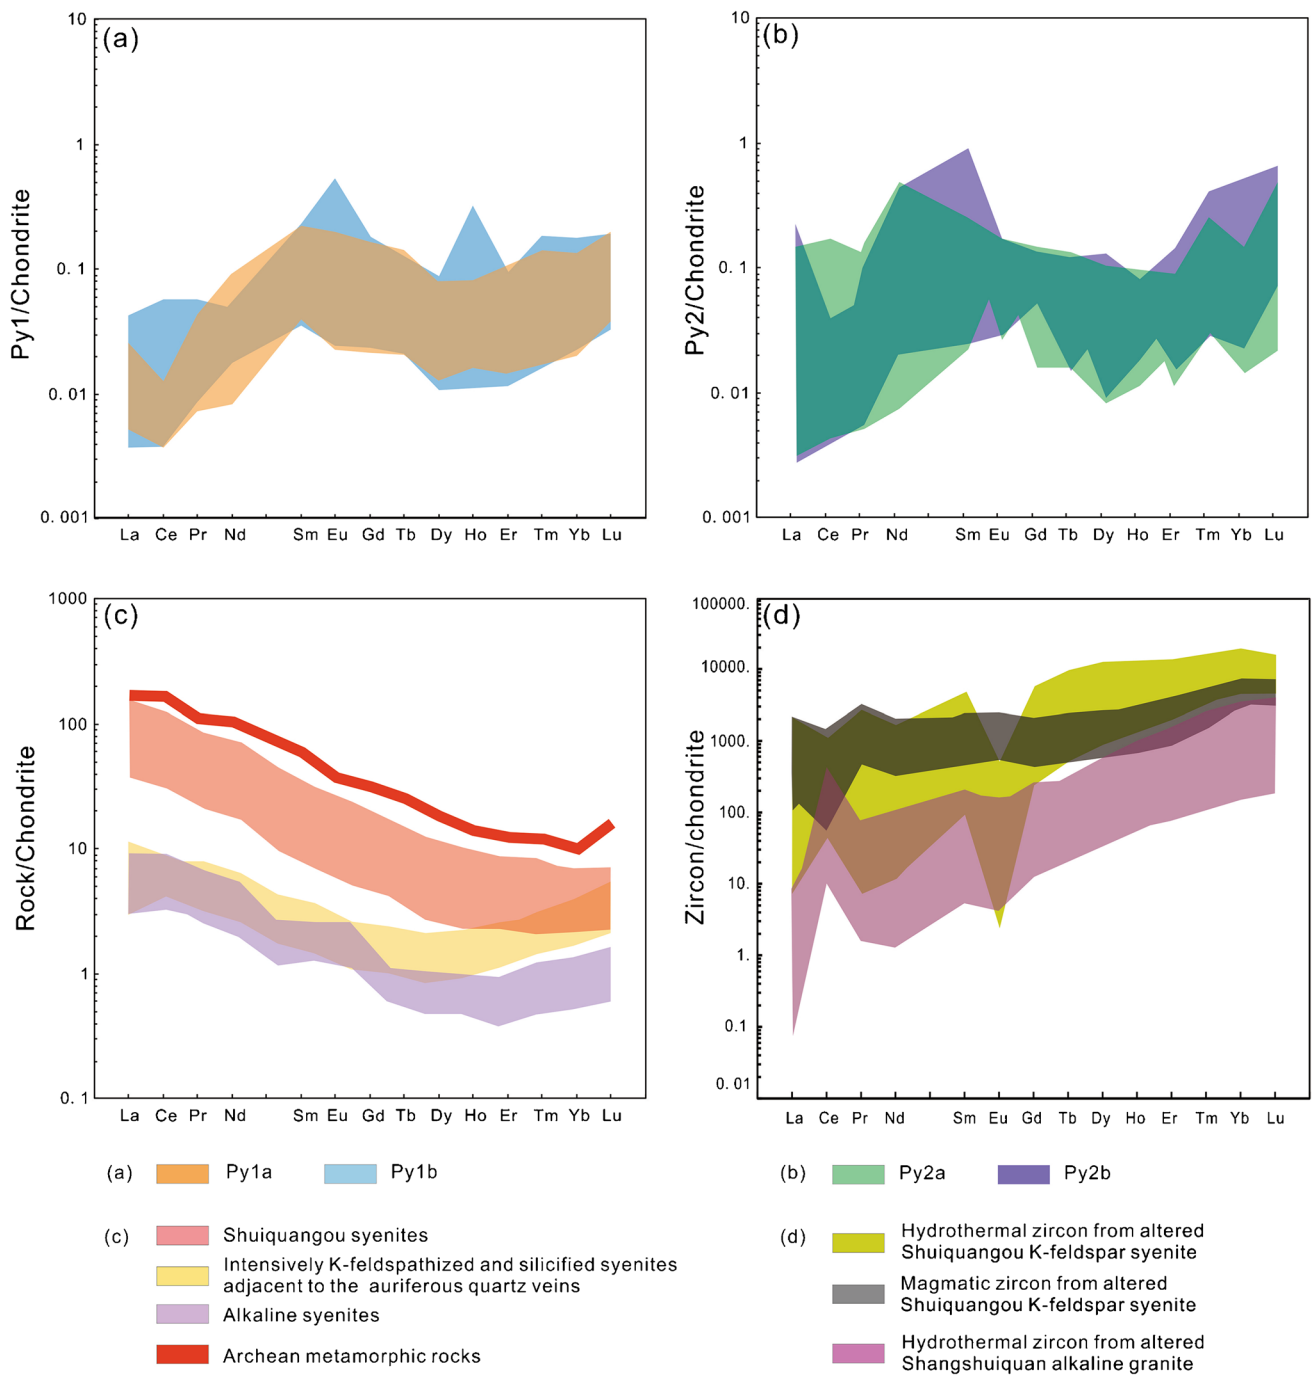 (a)
10
1
0.1
0.01
0.001
Py1/Chondrite
La Ce Pr Nd Sm Eu Gd Tb Dy Ho Er Tm Yb Lu
(b)
10
1
0.1
0.01
0.001
Py2/Chondrite
La Ce Pr Nd Sm Eu Gd Tb Dy Ho Er Tm Yb Lu
(c)
1000
100
10
1
0.1
Rock/Chondrite
La Ce Pr Nd Sm Eu Gd Tb Dy Ho Er Tm Yb Lu
(d)
100000.
10000.
1000.
100.
10.
1.
0.1
0.01
Zircon/chondrite
La Ce Pr Nd Sm Eu Gd Tb Dy Ho Er Tm Yb Lu
(a) Py1a Py1b
(b) Py2a Py2b
(c) Shuiquangou syenites
Intensively K-feldspathized and silicified syenites
adjacent to the auriferous quartz veins
Alkaline syenites
Archean metamorphic rocks
(d) Hydrothermal zircon from altered
Shuiquangou K-feldspar syenite
Magmatic zircon from altered
Shuiquangou K-feldspar syenite
Hydrothermal zircon from altered
Shangshuiquan alkaline granite